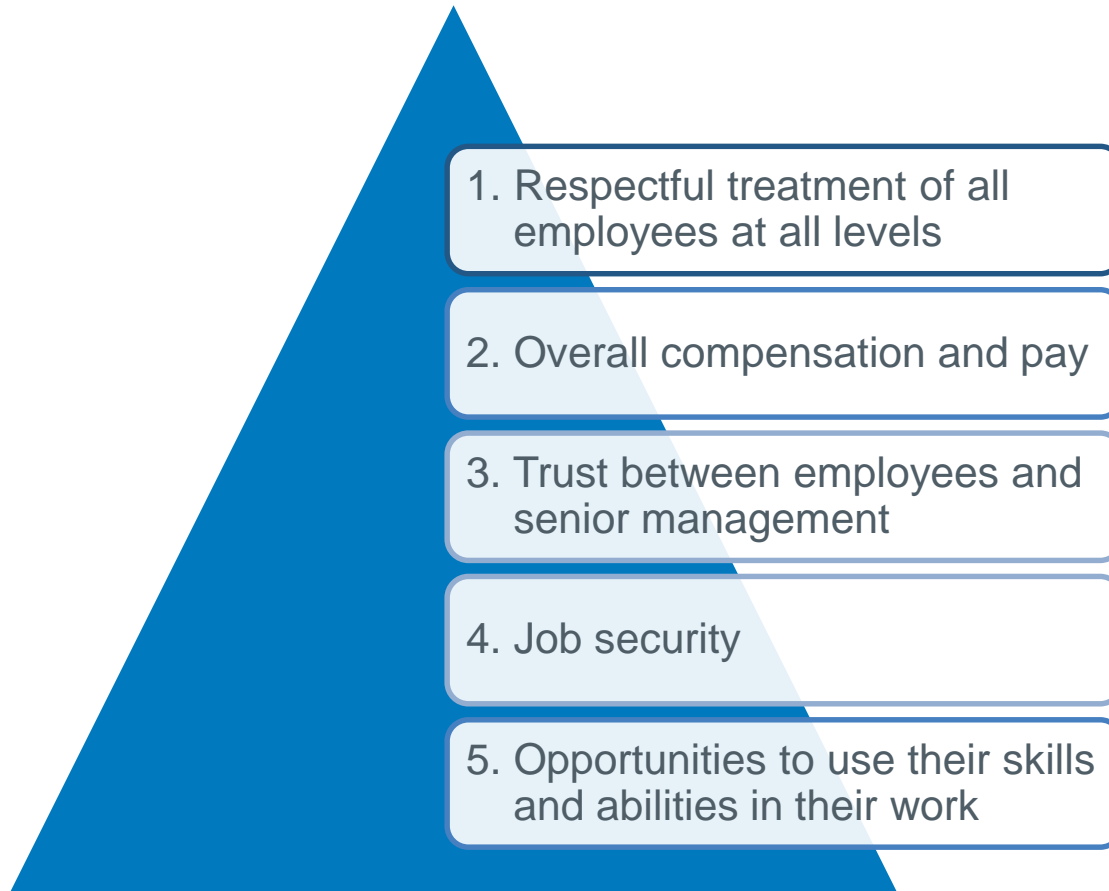 1. Respectful treatment of all
employees at all levels
2. Overall compensation and pay
3. Trust between employees and
senior management
4. Job security
5. Opportunities to use their skills
and abilities in their work